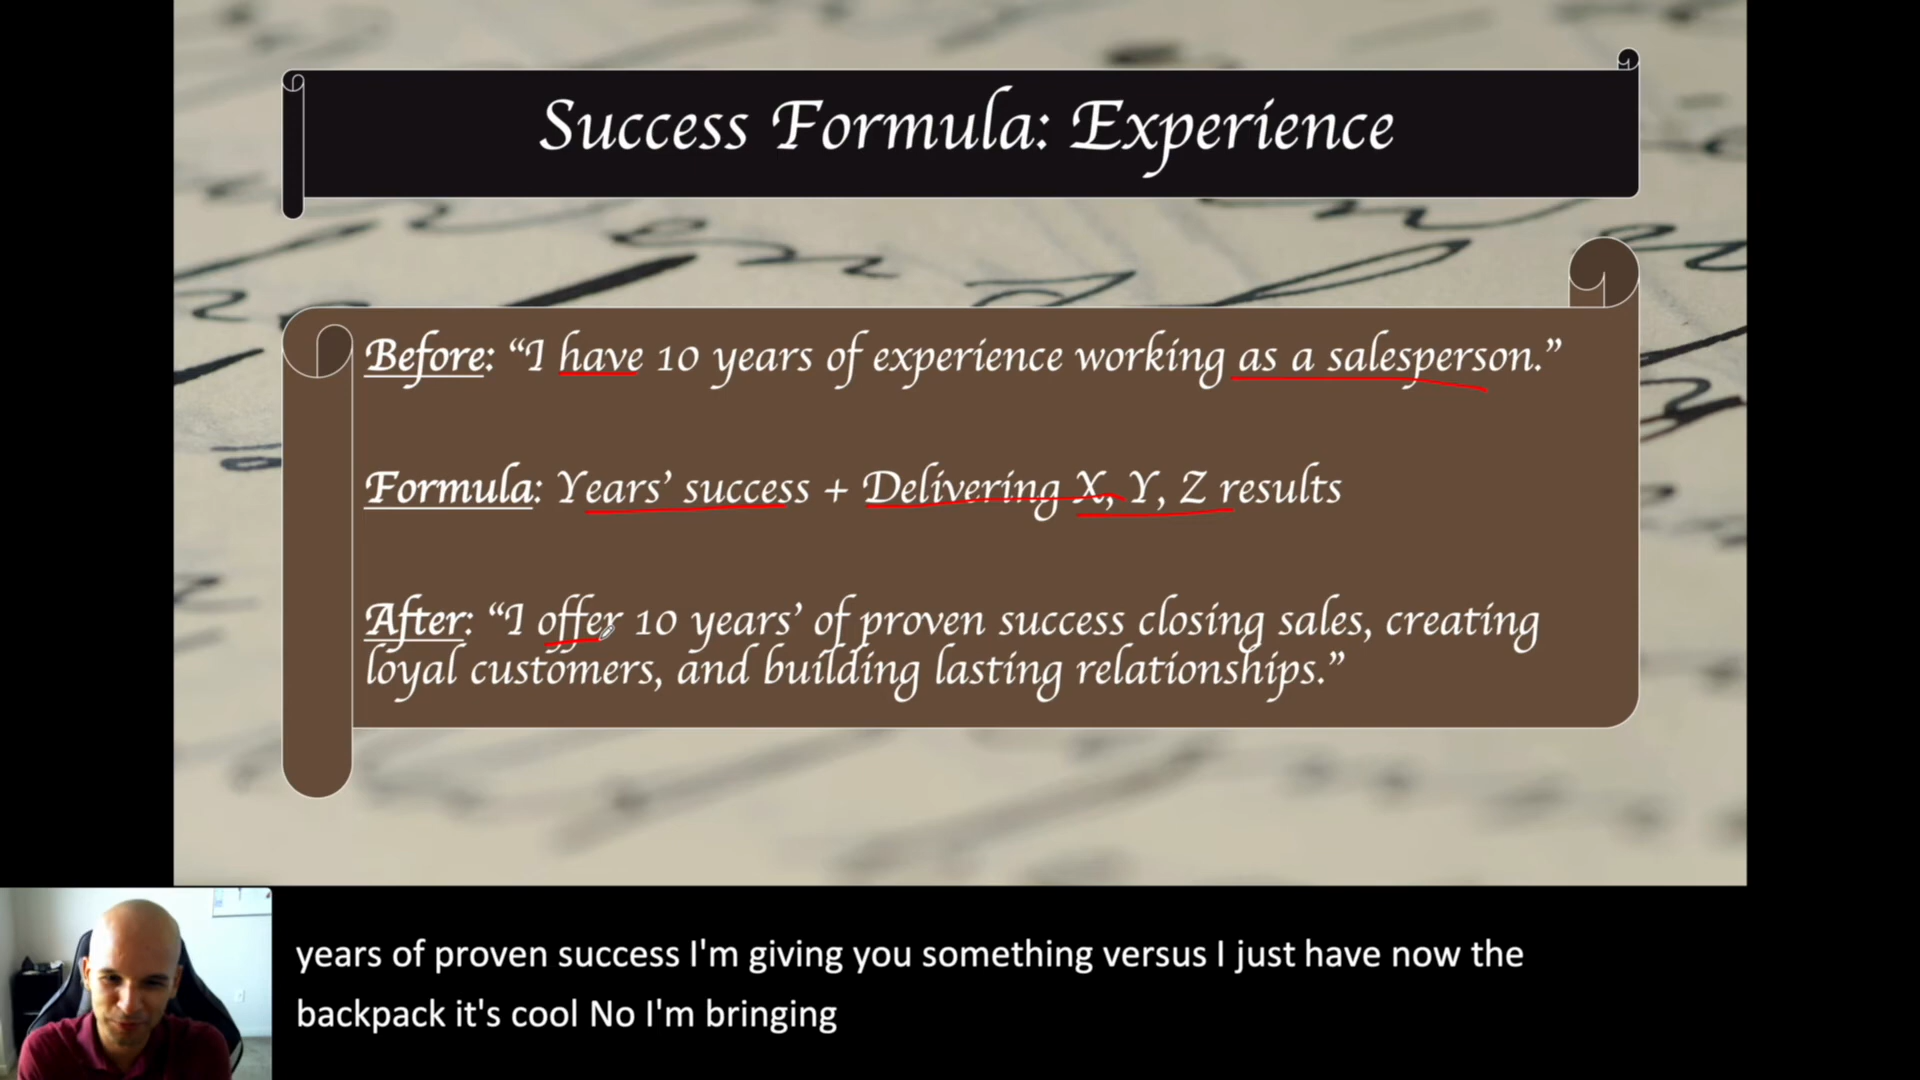 Success Formula: Experience
Before: “I have 10 years of experience working as a salesperson.”
Formula: Years’ success + Delivering X, Y, Z results
After: “I offer 10 years’ of proven success closing sales, creating
loyal customers, and building lasting relationships.”
years of proven success I'm giving you something versus I just have now the
backpack it's cool No I'm bringing